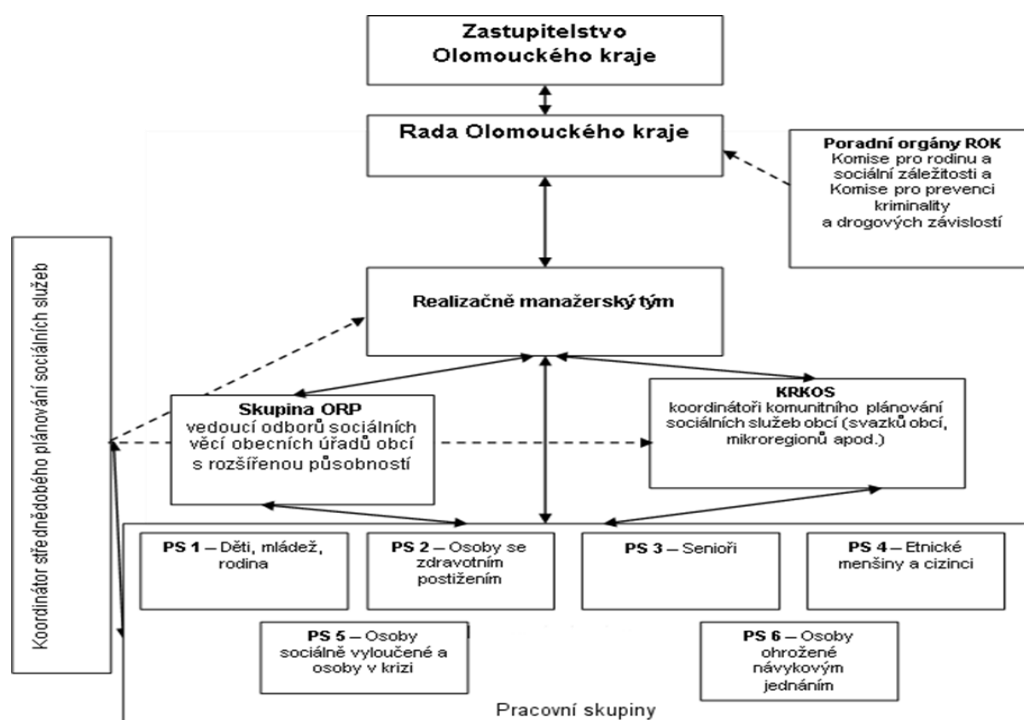 Zastupitelstvo
Olomouckého kraje
Rada Olomouckého kraje
Poradní orgány ROK
Komise pro rodinu a
sociální záležitosti a
Komise pro prevenci
kriminality
a drogových závislostí
Koordinátor střednědobého plánování sociálních služeb
Realizačně manažerský tým
Skupina ORP
vedoucí odborů sociálních
věcí obecních úřadů obcí
s rozšířenou působností
KRKOS
koordinátoři komunitního plánování
sociálních služeb obcí (svazků obcí,
mikroregionů apod.)
PS 1 – Děti, mládež,
rodina
PS 2 – Osoby se
zdravotním
postižením
PS 3 – Senioři
PS 4 – Etnické
menšiny a cizinci
PS 5 – Osoby
sociálně vyloučené a
osoby v krizi
PS 6 – Osoby
ohrožené
návykovým
jednáním
Pracovní skupiny